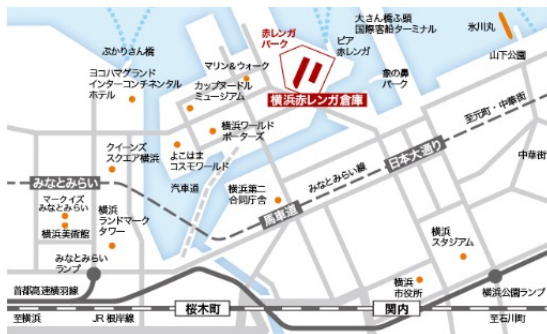 ぷかりさん橋
赤レンガ
パーク
ピア
赤レンガ
大さん橋ふ頭
国際客船ターミナル
氷川丸
山下公園
マリン&ウォーク
ヨコハマグランド
インターコンチネンタル
ホテル
カップヌードル
ミュージアム
横浜赤レンガ倉庫
象の鼻
パーク
至元町・中華街
横浜ワールド
ポーターズ
クイーンズ
スクエア横浜
よこはま
コスモワールド
中華街
日本大通り
みなとみらい線
みなとみらい
汽車道
横浜第二
合同庁舎
馬車道
マークイズ
みなとみらい
横浜美術館
横浜
ランドマーク
タワー
横浜
スタジアム
みなとみらい
ランプ
横浜
市役所
横浜公園ランプ
首都高速横羽線
桜木町
関内
至横浜
JR 根岸線
至石川町